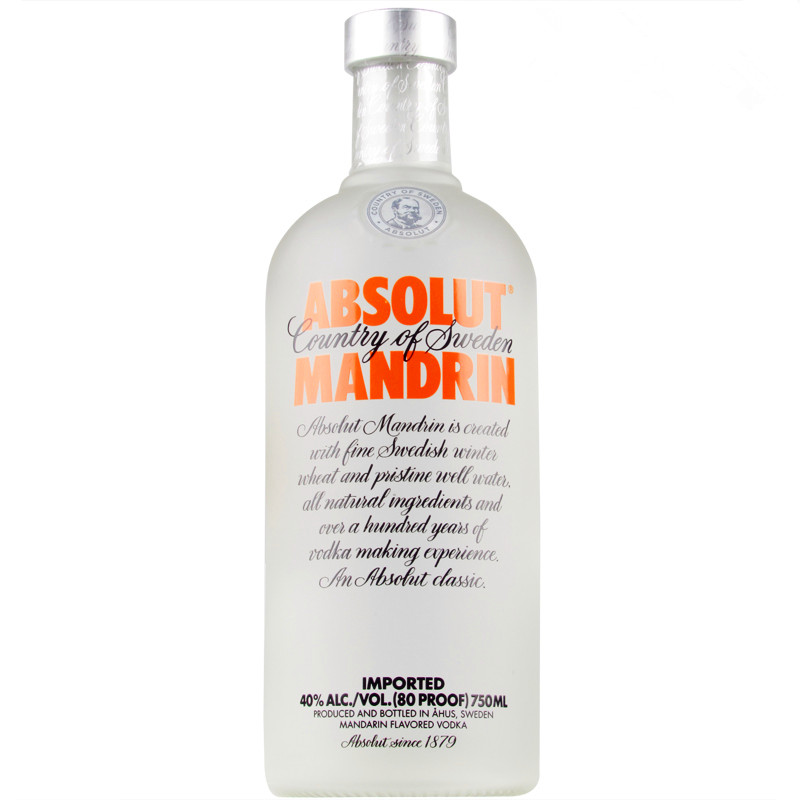 COUNTRY OF SWEDEN
ABSOLUT
ABSOLUT®
Country of Sweden
MANDRIN
Absolut Mandrin is created
with fine Swedish winter
wheat and pristine well water,
all natural ingredients and
over a hundred years of
vodka making experience.
An Absolut classic.
IMPORTED
40% ALC./VOL. (80 PROOF) 750ML
PRODUCED AND BOTTLED IN ÅHUS, SWEDEN
MANDARIN FLAVORED VODKA
Absolut since 1879